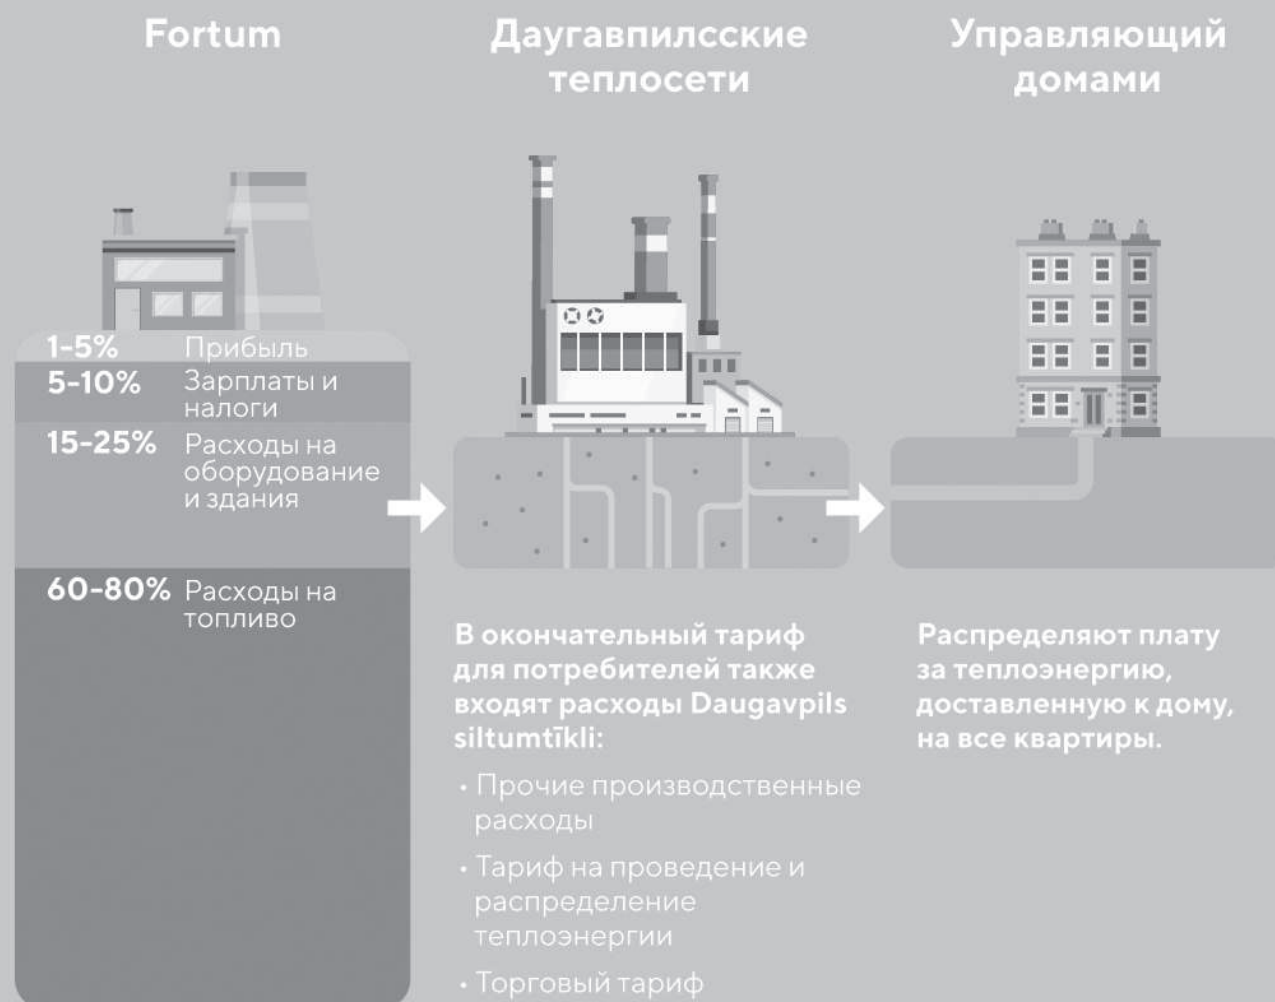 Fortum
1-5% Прибыль
5-10% Зарплаты и
налоги
15-25% Расходы на
оборудование
и здания
60-80% Расходы на
топливо
Даугавпилсские
теплосети
В окончательный тариф
для потребителей также
входят расходы Daugavpils
siltumtīkli:
• Прочие производственные
расходы
• Тариф на проведение и
распределение
теплоэнергии
• Торговый тариф
Управляющий
домами
Распределяют плату
за теплоэнергию,
доставленную к дому,
на все квартиры.